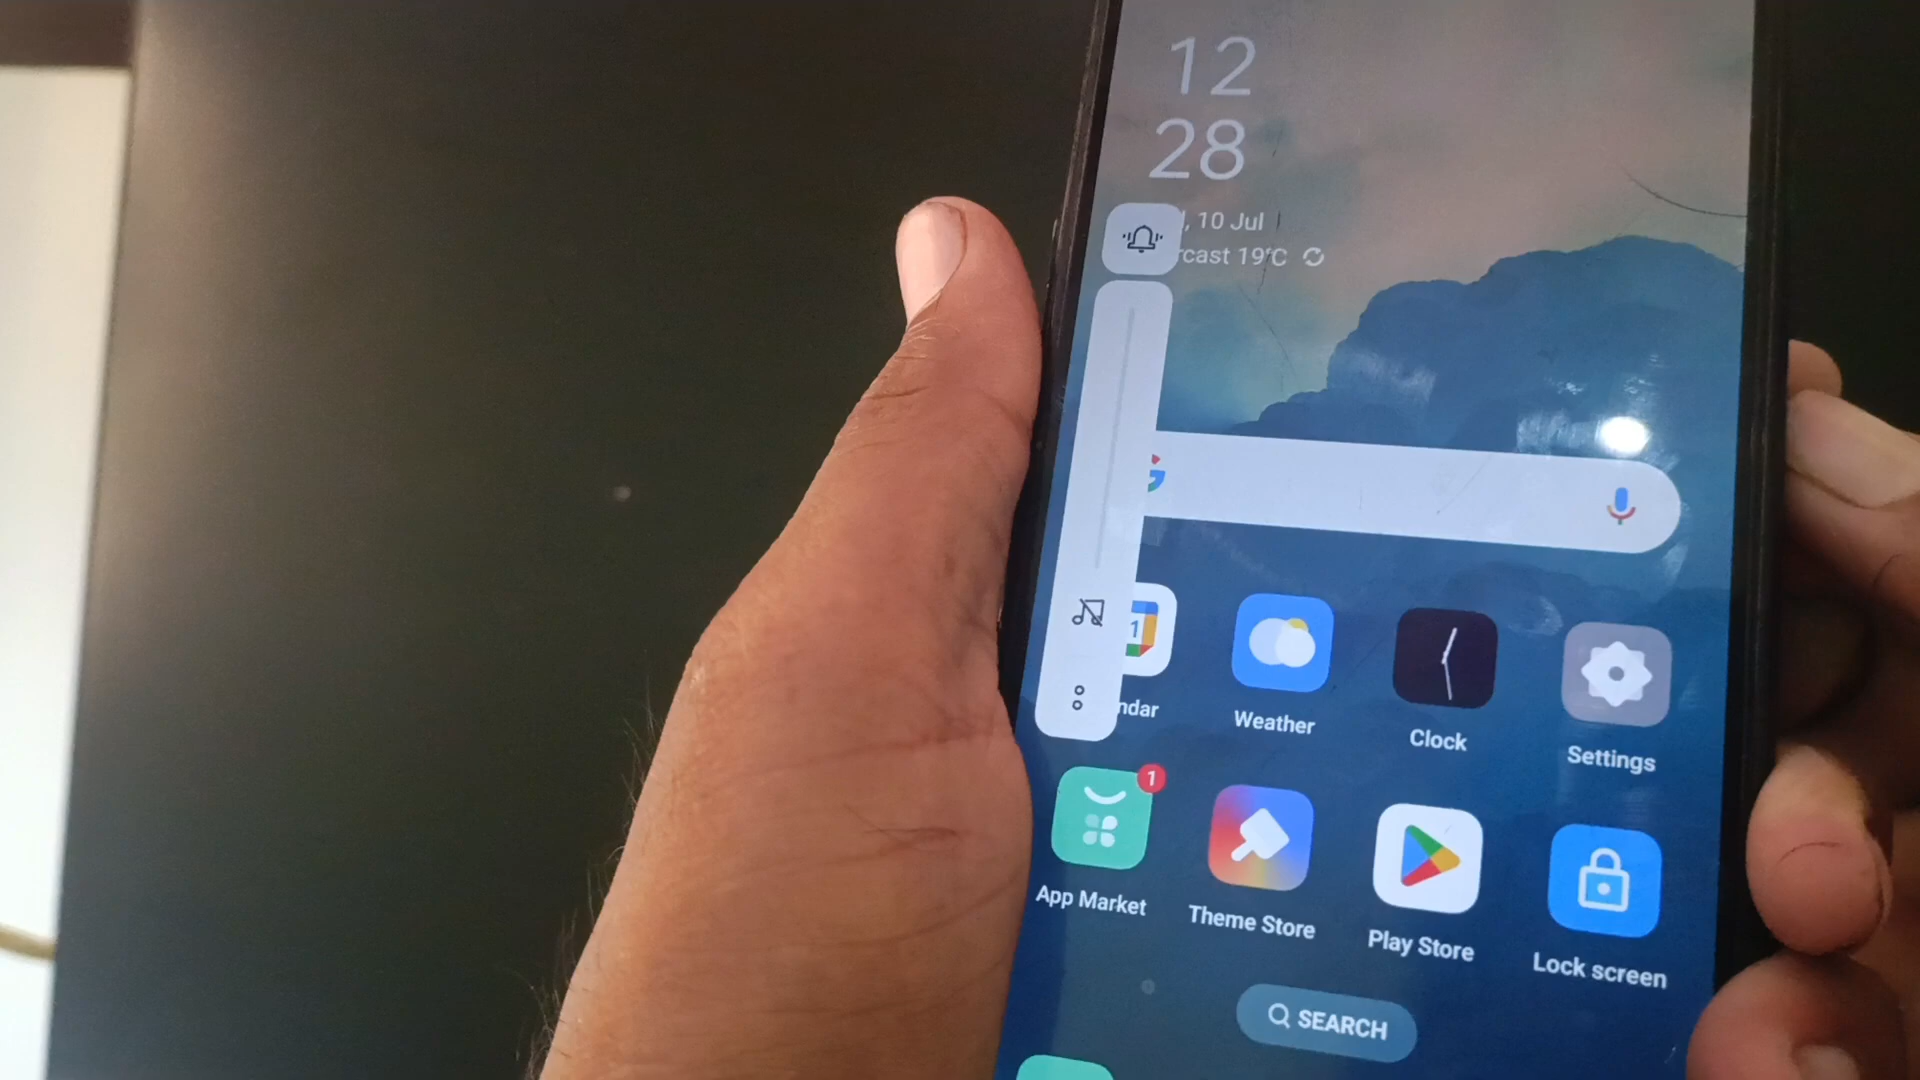 12
28
, 10 Jul
rcast 19°C
1
ndar
Weather
Clock
Settings
1
App Market
Theme Store
Play Store
Lock screen
SEARCH